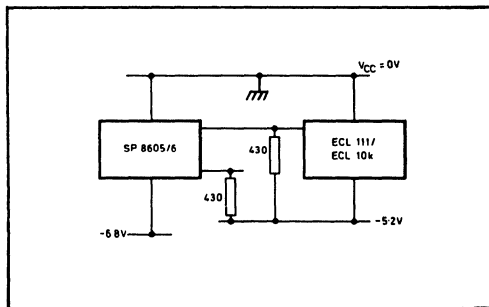 VCC = 0V
SP 8605/6
430
ECL 111/
ECL 10k
430
-6.8V
-5.2V